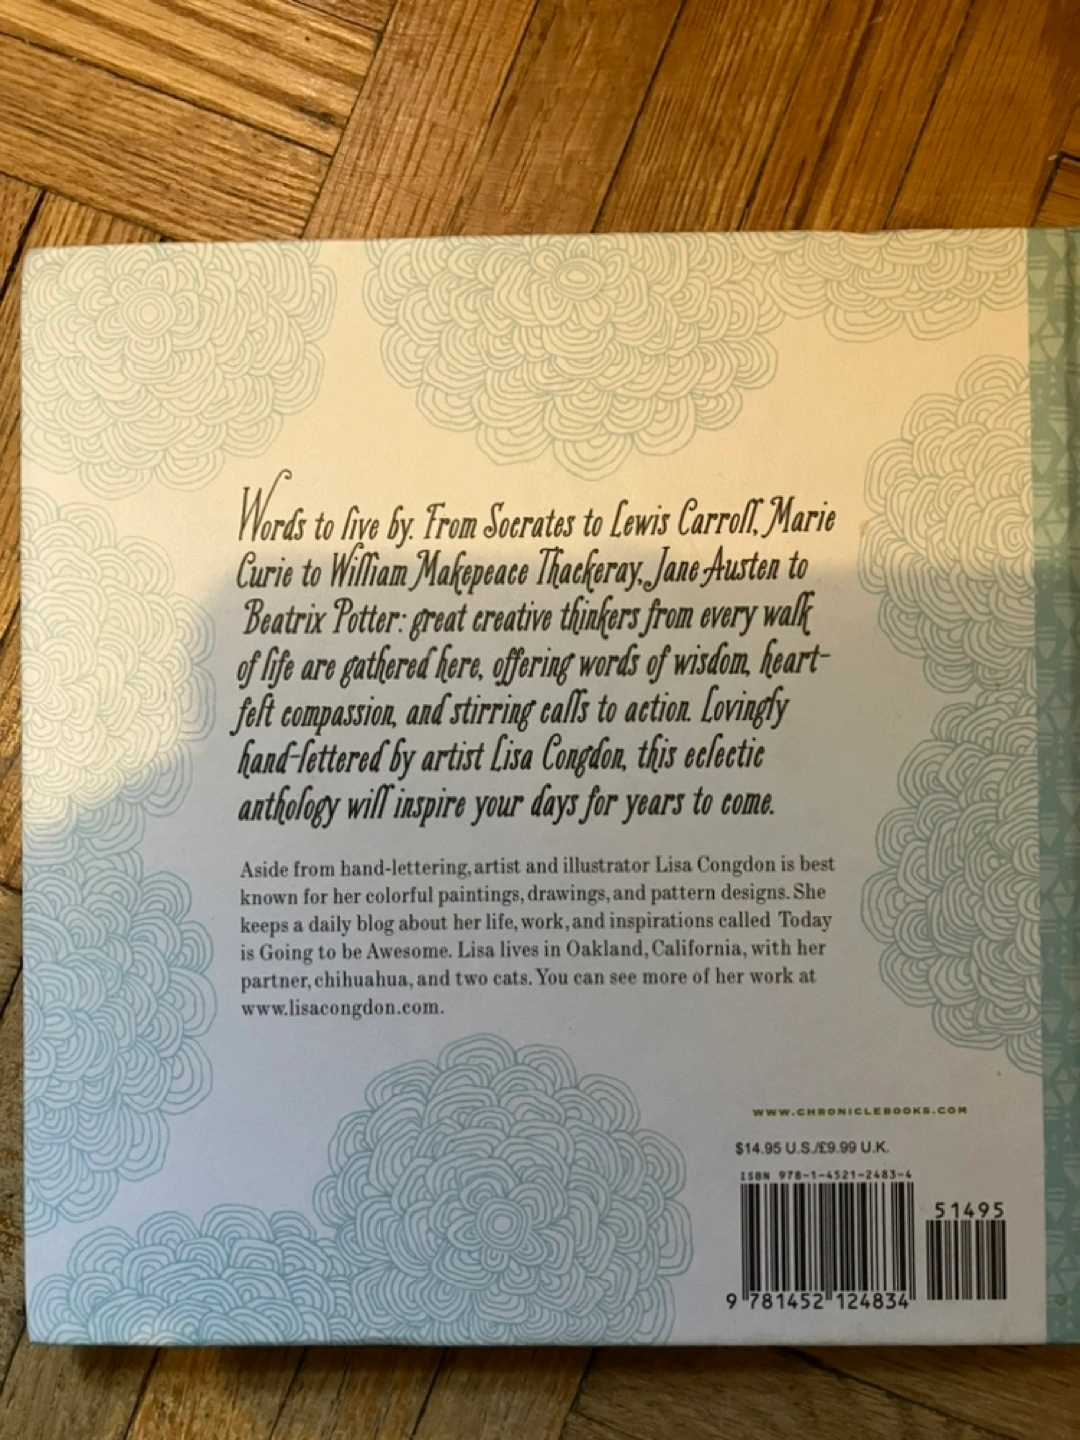 Words to live by. From Socrates to Lewis Carroll, Marie
Curie to William Makepeace Thackeray, Jane Austen to
Beatrix Potter: great creative thinkers from every walk
of life are gathered here, offering words of wisdom, heart-
felt compassion, and stirring calls to action. Lovingly
hand-lettered by artist Lisa Congdon, this eclectic
anthology will inspire your days for years to come.
Aside from hand-lettering, artist and illustrator Lisa Congdon is best
known for her colorful paintings, drawings, and pattern designs. She
keeps a daily blog about her life, work, and inspirations called Today
is Going to be Awesome. Lisa lives in Oakland, California, with her
partner, chihuahua, and two cats. You can see more of her work at
www.lisacongdon.com.
WWW.CHRONICLEBOOKS.COM
$14.95 U.S./£9.99 U.K.
ISBN 978-1-4521-2483-4
51495
9 781452 124834